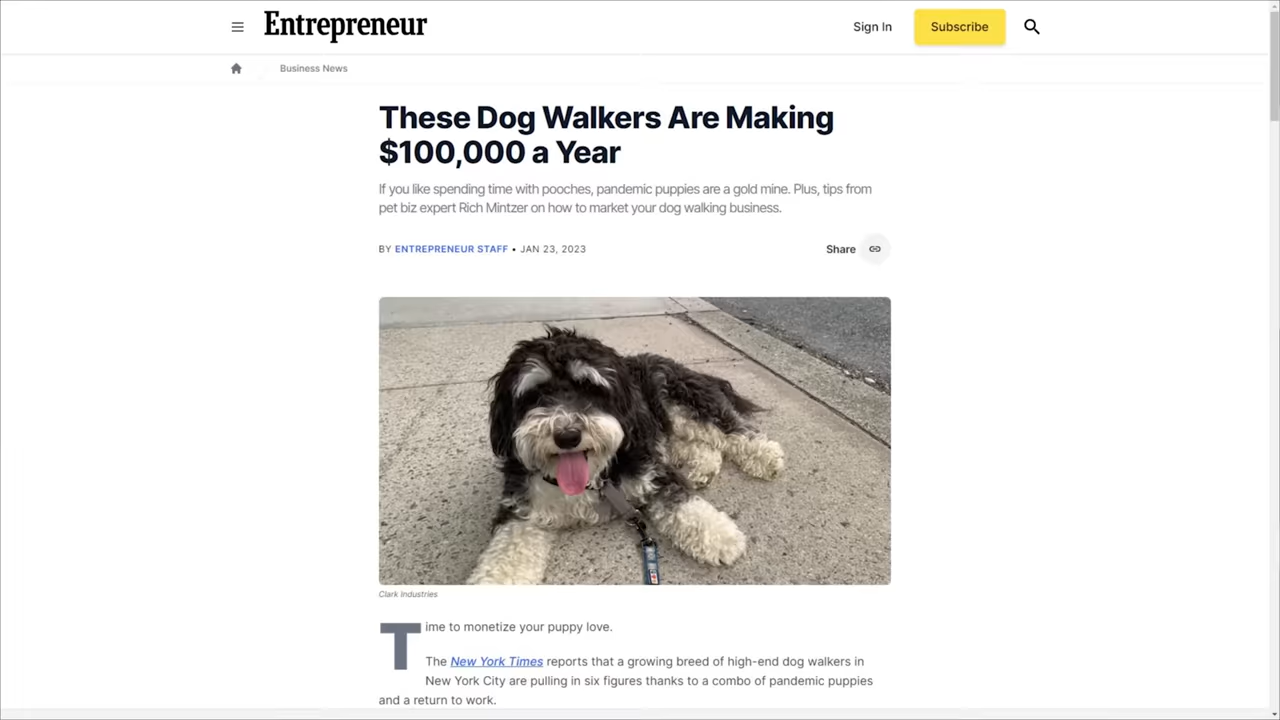 Entrepreneur
Sign In
Subscribe
Business News
These Dog Walkers Are Making
$100,000 a Year
If you like spending time with pooches, pandemic puppies are a gold mine. Plus, tips from
pet biz expert Rich Mintzer on how to market your dog walking business.
BY ENTREPRENEUR STAFF • JAN 23, 2023
Share
Clark Industries
Time to monetize your puppy love.
The New York Times reports that a growing breed of high-end dog walkers in
New York City are pulling in six figures thanks to a combo of pandemic puppies
and a return to work.